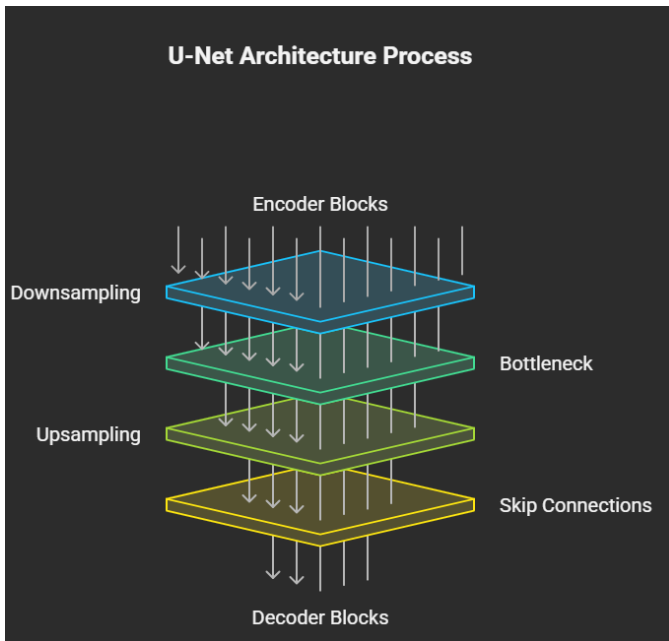 U-Net Architecture Process
Encoder Blocks
Downsampling
Bottleneck
Upsampling
Skip Connections
Decoder Blocks